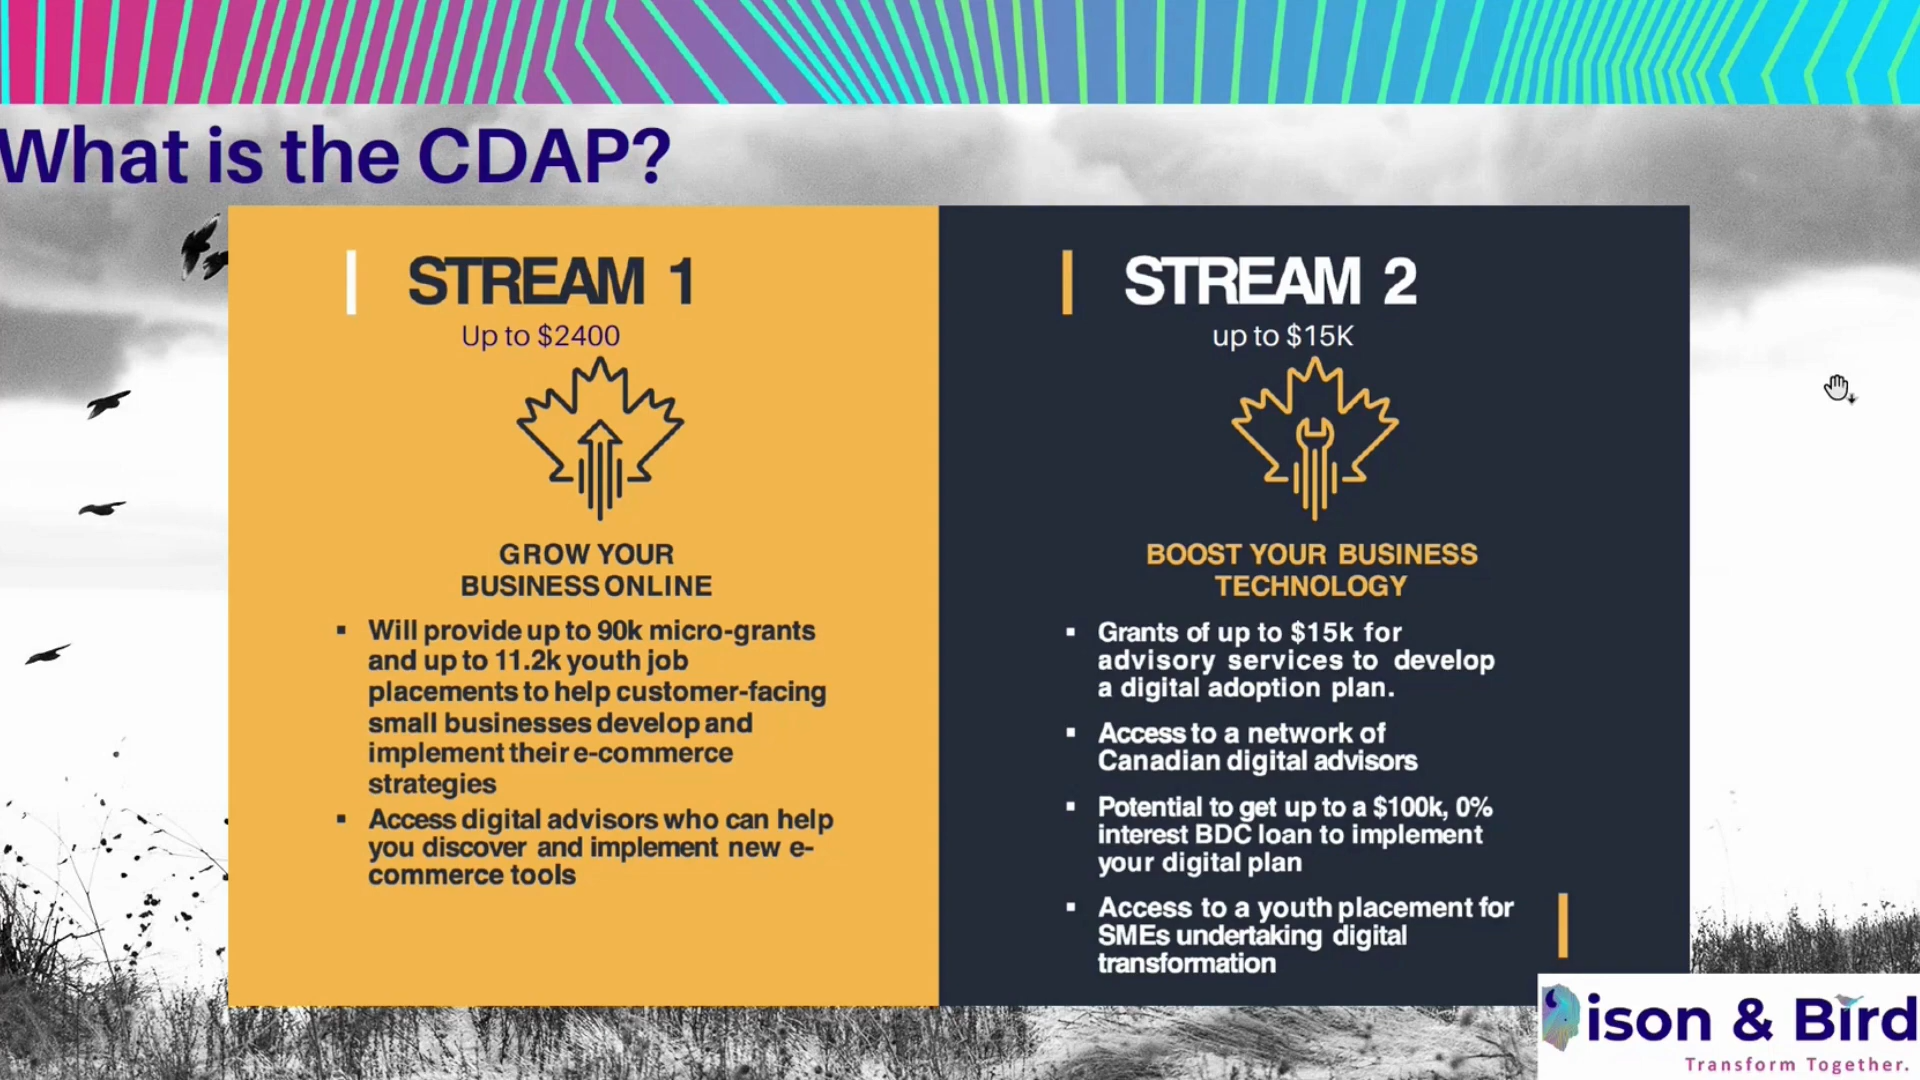 What is the CDAP?
STREAM 1
Up to $2400
GROW YOUR
BUSINESS ONLINE
▪ Will provide up to 90k micro-grants
and up to 11.2k youth job
placements to help customer-facing
small businesses develop and
implement their e-commerce
strategies
▪ Access digital advisors who can help
you discover and implement new e-
commerce tools
STREAM 2
up to $15K
BOOST YOUR BUSINESS
TECHNOLOGY
▪ Grants of up to $15k for
advisory services to develop
a digital adoption plan.
▪ Access to a network of
Canadian digital advisors
▪ Potential to get up to a $100k, 0%
interest BDC loan to implement
your digital plan
▪ Access to a youth placement for
SMEs undertaking digital
transformation
Bison & Bird
Transform Together.